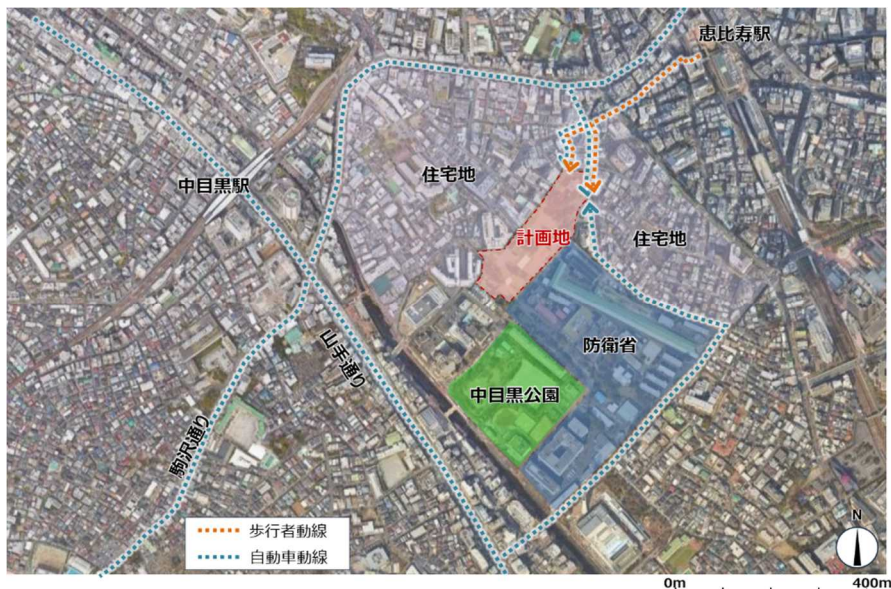 恵比寿駅
中目黒駅
住宅地
計画地
住宅地
防衛省
山手通り
中目黒公園
駒沢通り
歩行者動線
自動車動線
N
0m
400m